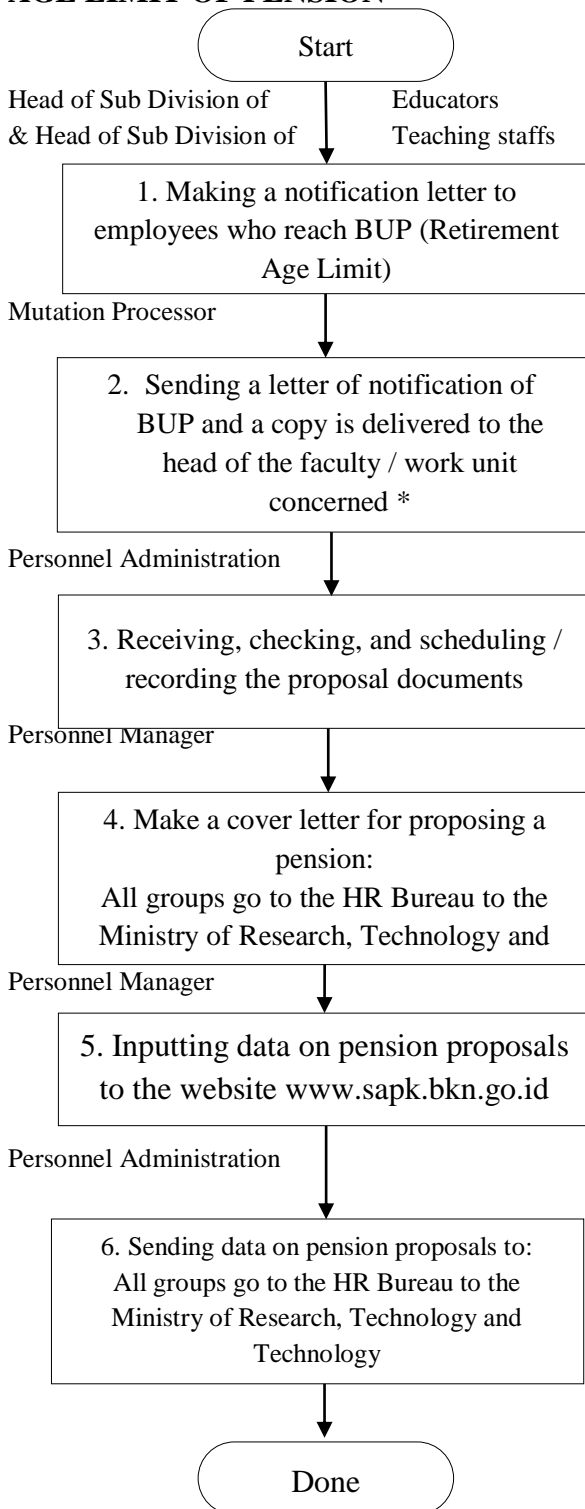 AGE LIMIT OF PENSION
Start
Head of Sub Division of Educators
& Head of Sub Division of Teaching staffs
1. Making a notification letter to
employees who reach BUP (Retirement
Age Limit)
Mutation Processor
2. Sending a letter of notification of
BUP and a copy is delivered to the
head of the faculty / work unit
concerned *
Personnel Administration
3. Receiving, checking, and scheduling /
recording the proposal documents
Personnel Manager
4. Make a cover letter for proposing a
pension:
All groups go to the HR Bureau to the
Ministry of Research, Technology and
Personnel Manager
5. Inputting data on pension proposals
to the website www.sapk.bkn.go.id
Personnel Administration
6. Sending data on pension proposals to:
All groups go to the HR Bureau to the
Ministry of Research, Technology and
Technology
Done